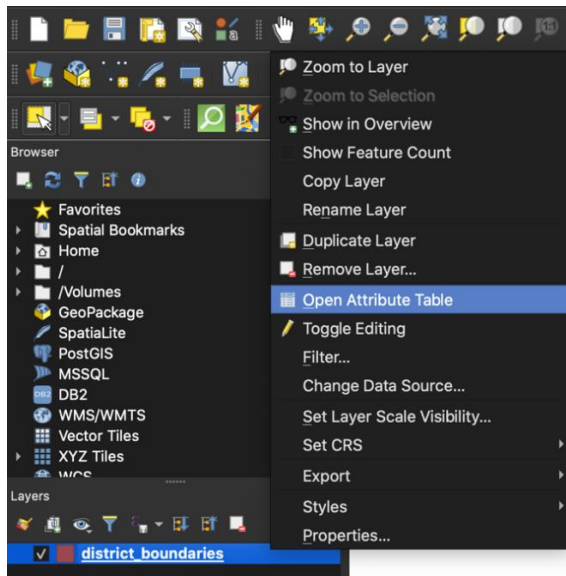 Browser
Favorites
Spatial Bookmarks
Home
/
/Volumes
GeoPackage
SpatiaLite
PostGIS
MSSQL
DB2
DB2
WMS/WMTS
Vector Tiles
XYZ Tiles
WCS
Layers
district_boundaries
Zoom to Layer
Zoom to Selection
Show in Overview
Show Feature Count
Copy Layer
Rename Layer
Duplicate Layer
Remove Layer...
Open Attribute Table
Toggle Editing
Filter...
Change Data Source...
Set Layer Scale Visibility...
Set CRS
Export
Styles
Properties...